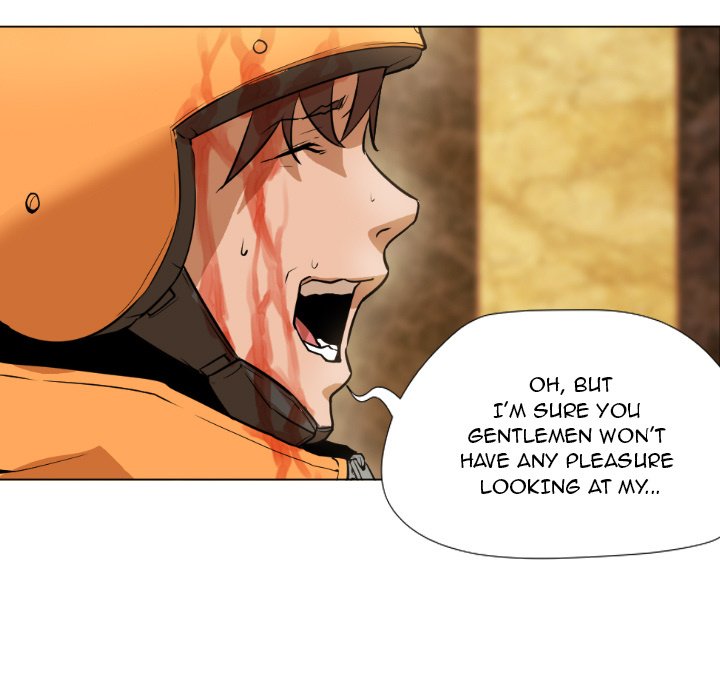 OH, BUT
I'M SURE YOU
GENTLEMEN WON'T
HAVE ANY PLEASURE
LOOKING AT MY...